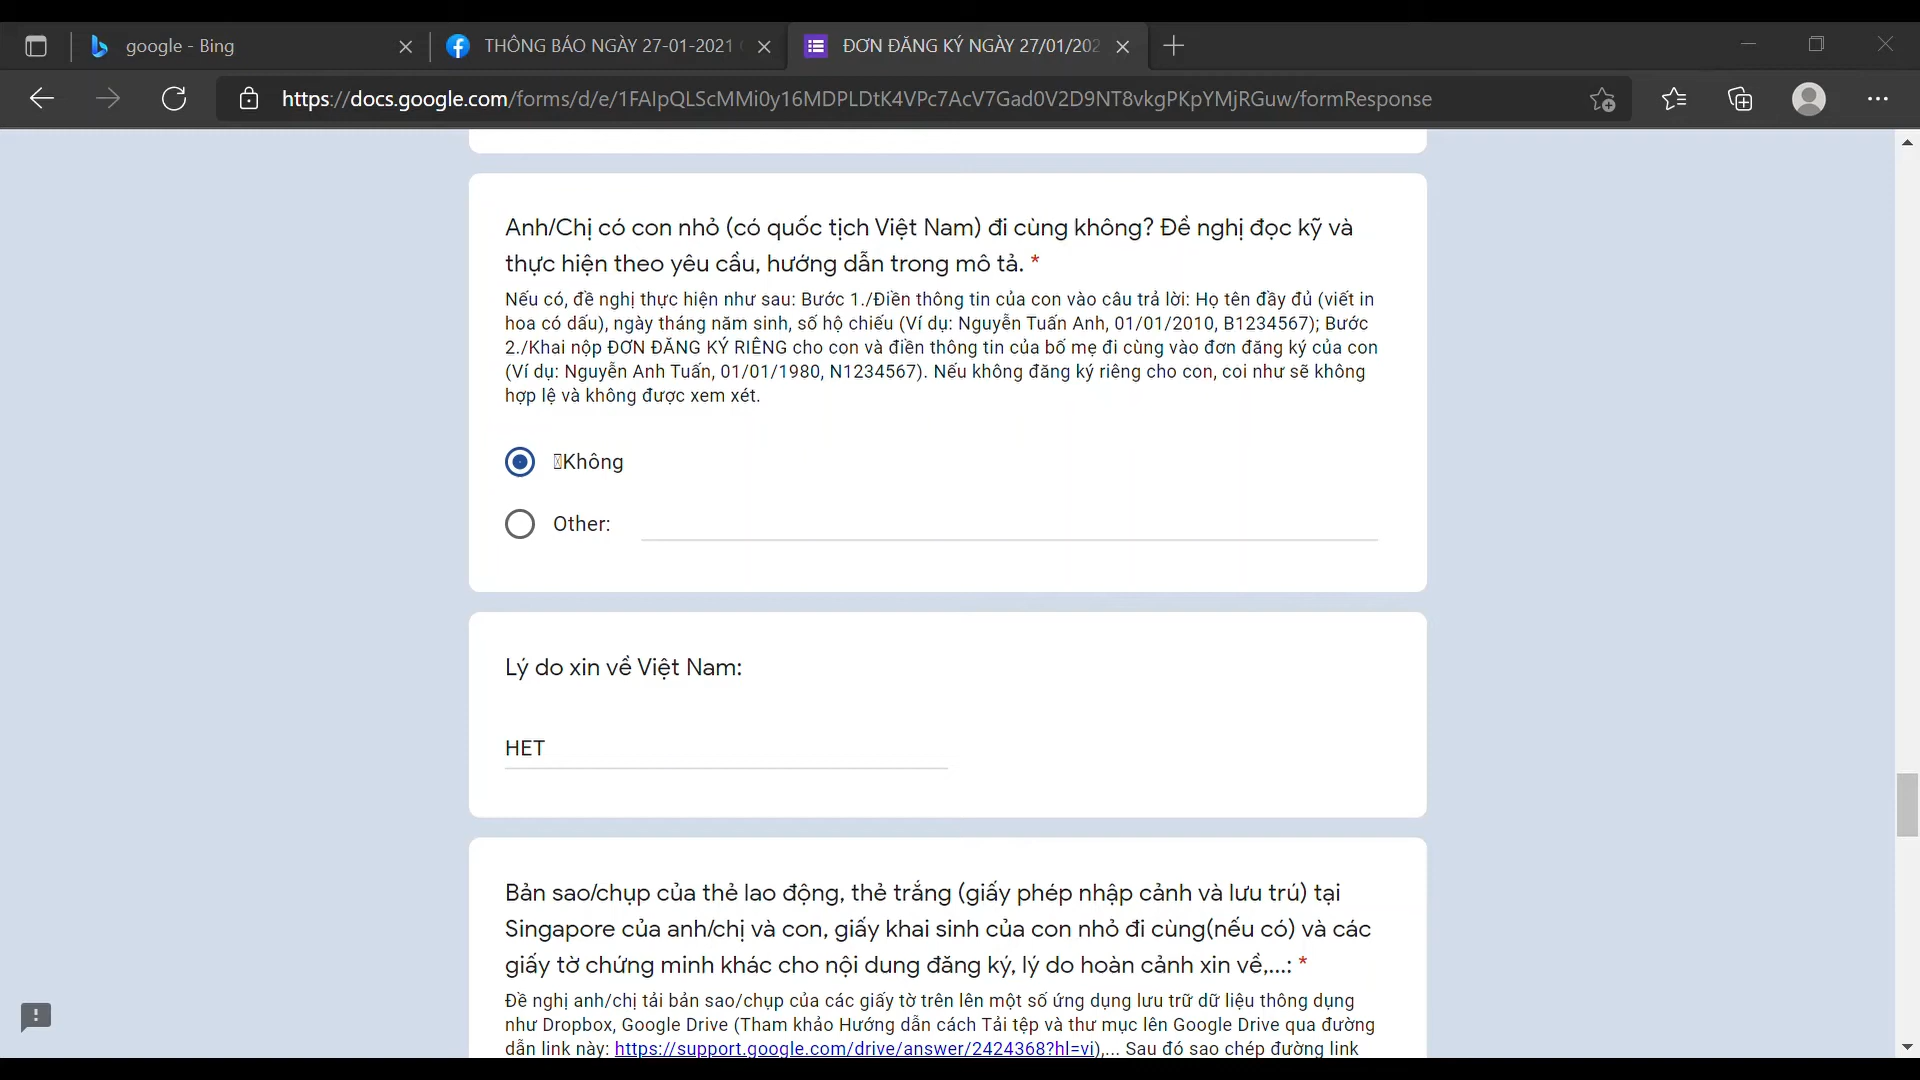 google - Bing
THÔNG BÁO NGÀY 27-01-2021
ĐƠN ĐĂNG KÝ NGÀY 27/01/202
https://docs.google.com/forms/d/e/1FAIpQLScMMi0y16MDPLDtK4VPc7AcV7Gad0V2D9NT8vkgPKpYMjRGuw/formResponse
Anh/Chị có con nhỏ (có quốc tịch Việt Nam) đi cùng không? Đề nghị đọc kỹ và
thực hiện theo yêu cầu, hướng dẫn trong mô tả. *
Nếu có, đề nghị thực hiện như sau: Bước 1./Điền thông tin của con vào câu trả lời: Họ tên đầy đủ (viết in
hoa có dấu), ngày tháng năm sinh, số hộ chiếu (Ví dụ: Nguyễn Tuấn Anh, 01/01/2010, B1234567); Bước
2./Khai nộp ĐƠN ĐĂNG KÝ RIÊNG cho con và điền thông tin của bố mẹ đi cùng vào đơn đăng ký của con
(Ví dụ: Nguyễn Anh Tuấn, 01/01/1980, N1234567). Nếu không đăng ký riêng cho con, coi như sẽ không
hợp lệ và không được xem xét.
Không
Other:
Lý do xin về Việt Nam:
HET
Bản sao/chụp của thẻ lao động, thẻ trắng (giấy phép nhập cảnh và lưu trú) tại
Singapore của anh/chị và con, giấy khai sinh của con nhỏ đi cùng(nếu có) và các
giấy tờ chứng minh khác cho nội dung đăng ký, lý do hoàn cảnh xin về,...: *
Đề nghị anh/chị tải bản sao/chụp của các giấy tờ trên lên một số ứng dụng lưu trữ dữ liệu thông dụng
như Dropbox, Google Drive (Tham khảo Hướng dẫn cách Tải tệp và thư mục lên Google Drive qua đường
dẫn link này: https://support.google.com/drive/answer/2424368?hl=vi),... Sau đó sao chép đường link